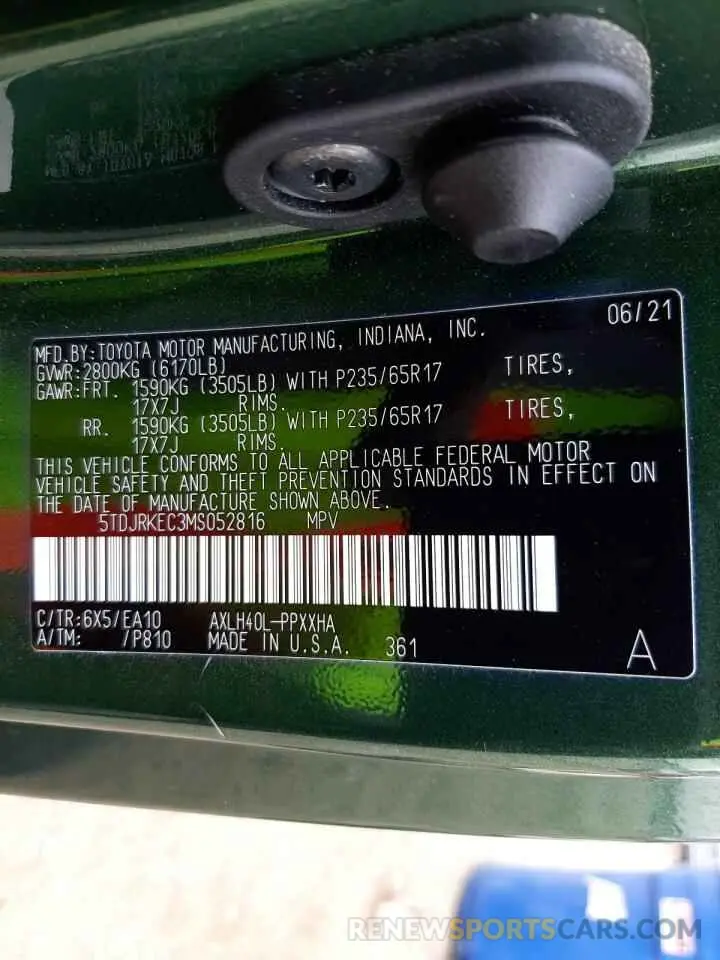 06/21
MFD.BY:TOYOTA MOTOR MANUFACTURING, INDIANA, INC.
GVWR:2800KG (6170LB)
GAWR:FRT. 1590KG (3505LB) WITH P235/65R17 TIRES,
17X7J RIMS.
RR. 1590KG (3505LB) WITH P235/65R17 TIRES,
17X7J RIMS.
THIS VEHICLE CONFORMS TO ALL APPLICABLE FEDERAL MOTOR
VEHICLE SAFETY AND THEFT PREVENTION STANDARDS IN EFFECT ON
THE DATE OF MANUFACTURE SHOWN ABOVE.
5TDJRKEC3MS052816 MPV
C/TR:6X5/EA10 AXLH40L-PPXXHA
A/TM: /P810 MADE IN U.S.A. 361 A
RENEWSPORTSCARS.COM